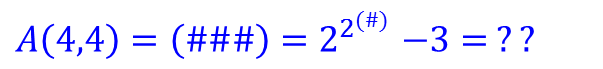 A(4,4) = (###) = 2^{2^{(#)}} −3 = ? ?